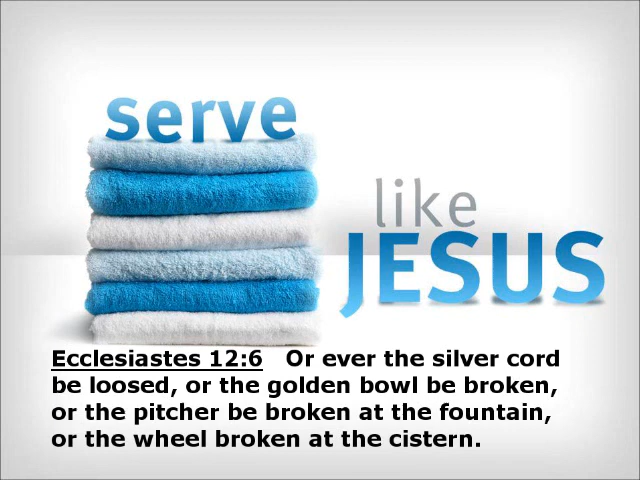 serve
like
JESUS
Ecclesiastes 12:6 Or ever the silver cord
be loosed, or the golden bowl be broken,
or the pitcher be broken at the fountain,
or the wheel broken at the cistern.